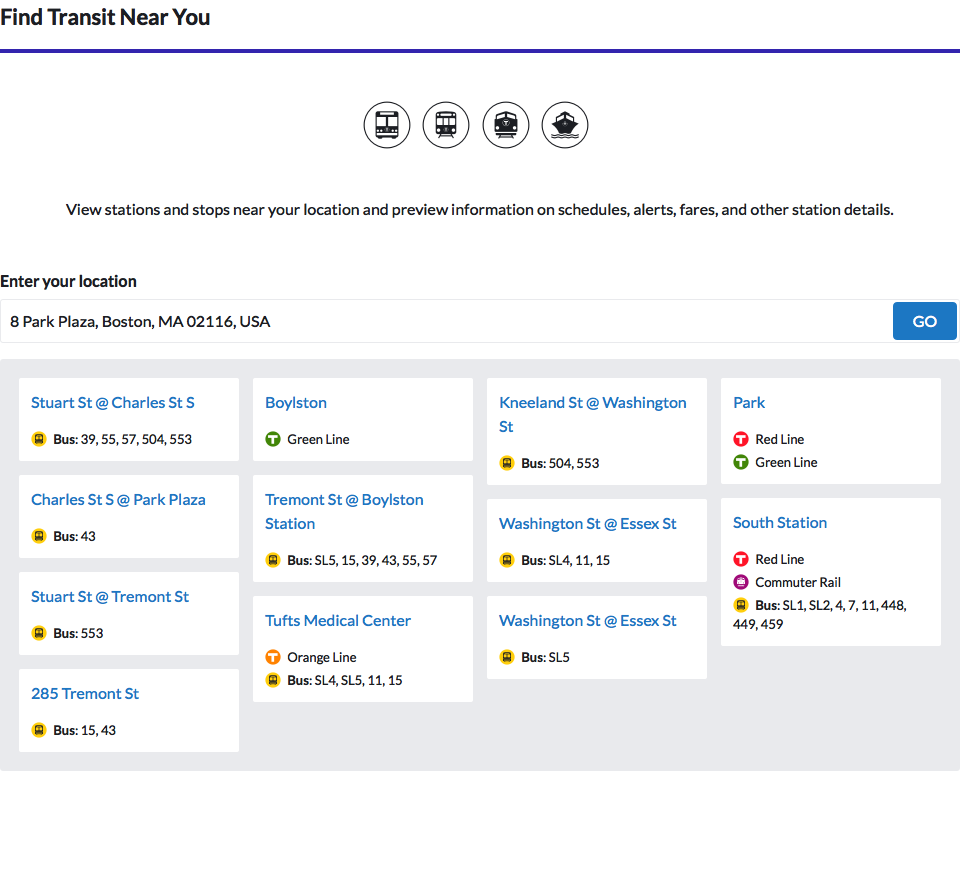 Find Transit Near You
View stations and stops near your location and preview information on schedules, alerts, fares, and other station details.
Enter your location
8 Park Plaza, Boston, MA 02116, USA
GO
Stuart St @ Charles St S
Bus: 39, 55, 57, 504, 553
Charles St S @ Park Plaza
Bus: 43
Stuart St @ Tremont St
Bus: 553
285 Tremont St
Bus: 15, 43
Boylston
T Green Line
Tremont St @ Boylston
Station
Bus: SL5, 15, 39, 43, 55, 57
Tufts Medical Center
T Orange Line
Bus: SL4, SL5, 11, 15
Kneeland St @ Washington
St
Bus: 504, 553
Washington St @ Essex St
Bus: SL4, 11, 15
Washington St @ Essex St
Bus: SL5
Park
T Red Line
T Green Line
South Station
T Red Line
Commuter Rail
Bus: SL1, SL2, 4, 7, 11, 448,
449, 459